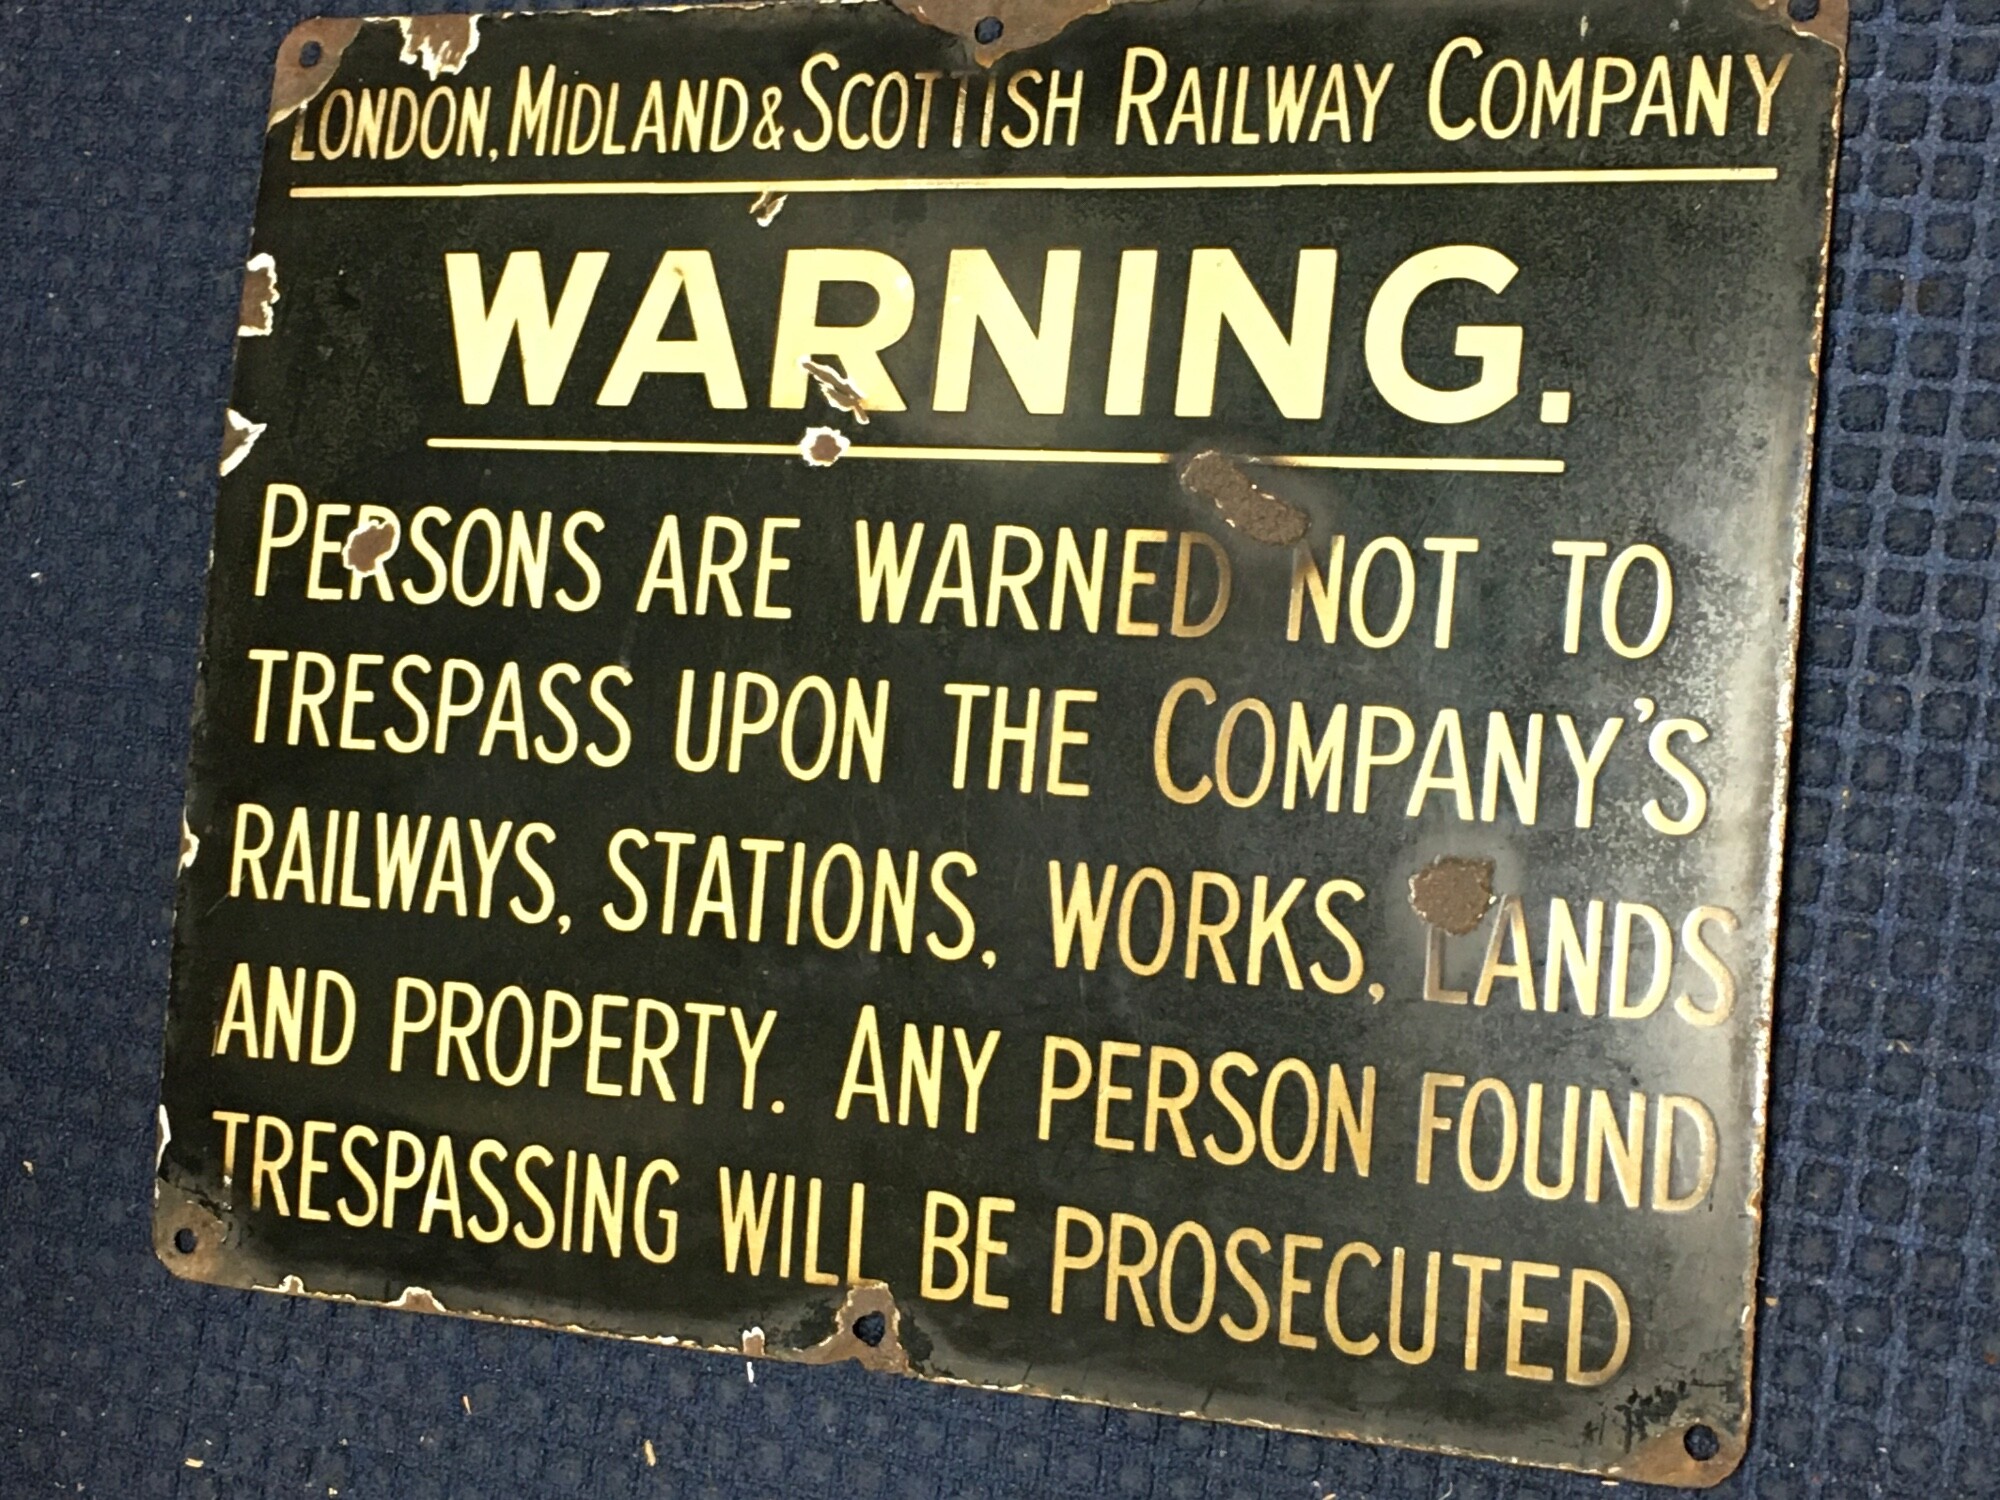 LONDON, MIDLAND & SCOTTISH RAILWAY COMPANY
WARNING.
PERSONS ARE WARNED NOT TO
TRESPASS UPON THE COMPANY'S
RAILWAYS, STATIONS, WORKS, LANDS
AND PROPERTY. ANY PERSON FOUND
TRESPASSING WILL BE PROSECUTED